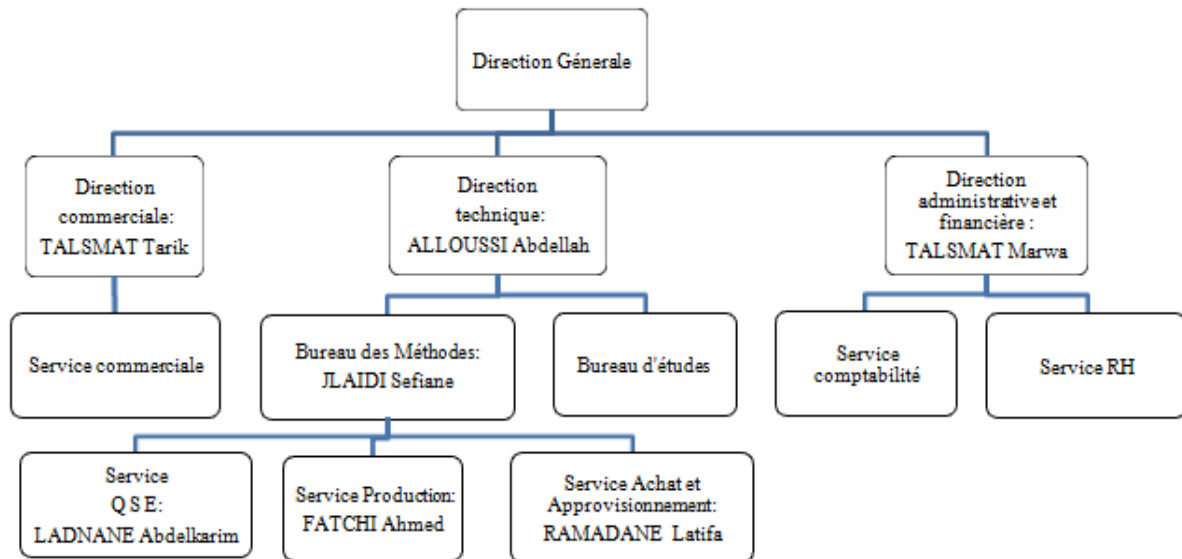 Direction Génerale
Direction
commerciale:
TALSMAT Tarik
Direction
technique:
ALLOUSSI Abdellah
Direction
administrative et
financière :
TALSMAT Marwa
Service commerciale
Bureau des Méthodes:
JLAIDI Sefiane
Bureau d'études
Service
comptabilité
Service RH
Service
Q S E:
LADNANE Abdelkarim
Service Production:
FATCHI Ahmed
Service Achat et
Approvisionnement:
RAMADANE Latifa